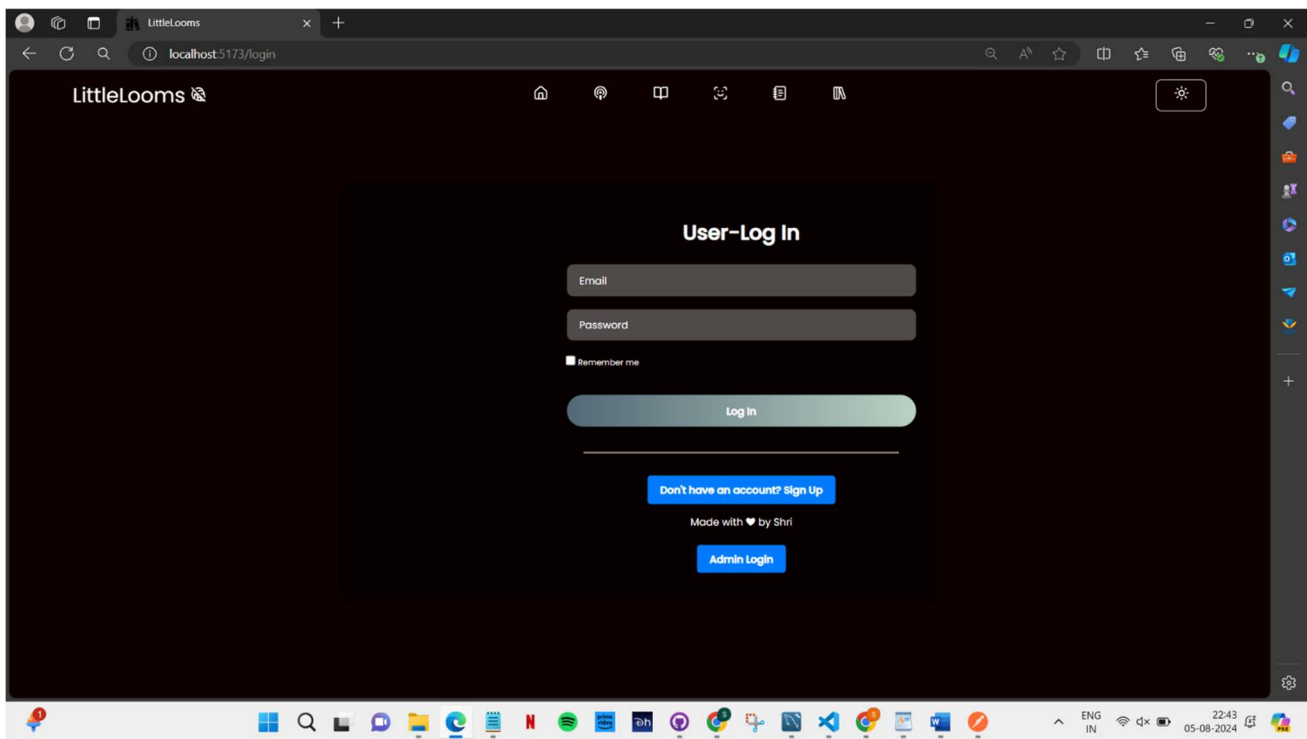 LittleLooms
localhost:5173/login
LittleLooms
User-Log In
Email
Password
Remember me
Log In
Don't have an account? Sign Up
Made with ♥ by Shri
Admin Login
ENG
IN
22:43
05-08-2024